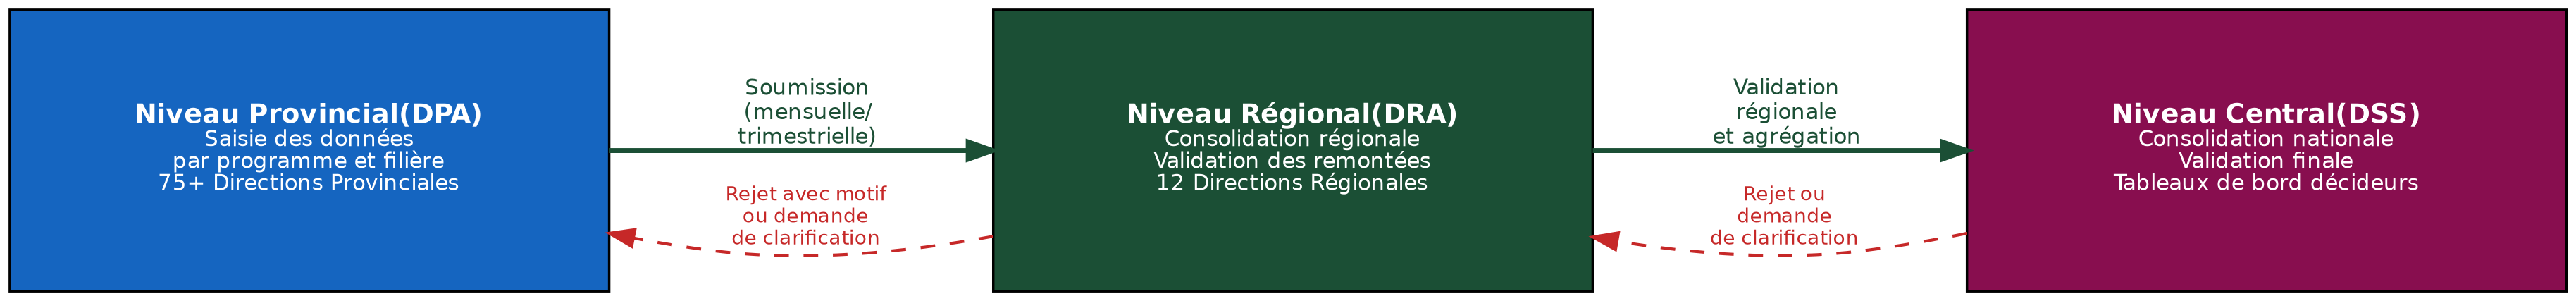 Niveau Provincial(DPA)
Saisie des données
par programme et filière
75+ Directions Provinciales
Soumission
(mensuelle/
trimestrielle)
Rejet avec motif
ou demande
de clarification
Niveau Régional(DRA)
Consolidation régionale
Validation des remontées
12 Directions Régionales
Validation
régionale
et agrégation
Rejet ou
demande
de clarification
Niveau Central(DSS)
Consolidation nationale
Validation finale
Tableaux de bord décideurs